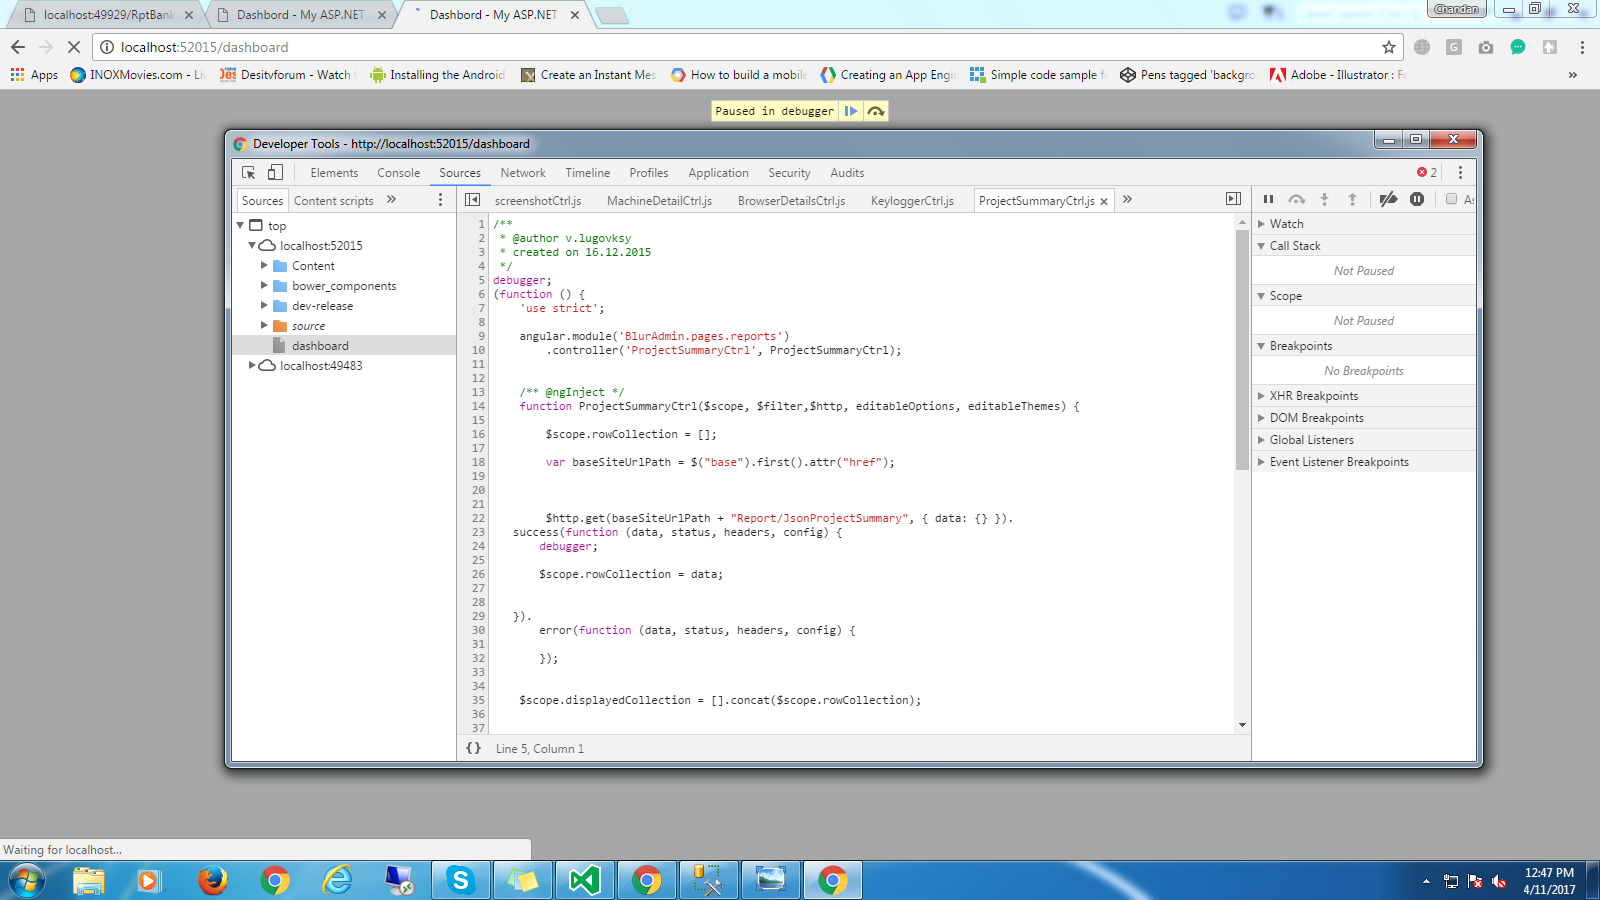 localhost:49929/RptBank
Dashbord - My ASP.NET
Dashbord - My ASP.NET
Chandan
localhost:52015/dashboard
Apps
INOXMovies.com - Li
Desitvforum - Watch
Installing the Android
Create an Instant Mes
How to build a mobile
Creating an App Engi
Simple code sample f
Pens tagged 'backgro
Adobe - Illustrator : Fo
»
Paused in debugger
Developer Tools - http://localhost:52015/dashboard
Elements Console Sources Network Timeline Profiles Application Security Audits
2
Sources Content scripts »
screenshotCtrl.js MachineDetailCtrl.js BrowserDetailsCtrl.js KeyloggerCtrl.js ProjectSummaryCtrl.js × »
As
top
localhost:52015
Content
bower_components
dev-release
source
dashboard
localhost:49483
1 /**
2 * @author v.lugovksy
3 * created on 16.12.2015
4 */
5 debugger;
6 (function () {
7 'use strict';
8
9 angular.module('BlurAdmin.pages.reports')
10 .controller('ProjectSummaryCtrl', ProjectSummaryCtrl);
11
12
13 /** @ngInject */
14 function ProjectSummaryCtrl($scope, $filter,$http, editableOptions, editableThemes) {
15
16 $scope.rowCollection = [];
17
18 var baseSiteUrlPath = $("base").first().attr("href");
19
20
21
22 $http.get(baseSiteUrlPath + "Report/JsonProjectSummary", { data: {} }).
23 success(function (data, status, headers, config) {
24 debugger;
25
26 $scope.rowCollection = data;
27
28
29 }).
30 error(function (data, status, headers, config) {
31
32 });
33
34
35 $scope.displayedCollection = [].concat($scope.rowCollection);
36
37
{} Line 5, Column 1
Watch
Call Stack
Not Paused
Scope
Not Paused
Breakpoints
No Breakpoints
XHR Breakpoints
DOM Breakpoints
Global Listeners
Event Listener Breakpoints
Waiting for localhost...
12:47 PM
4/11/2017